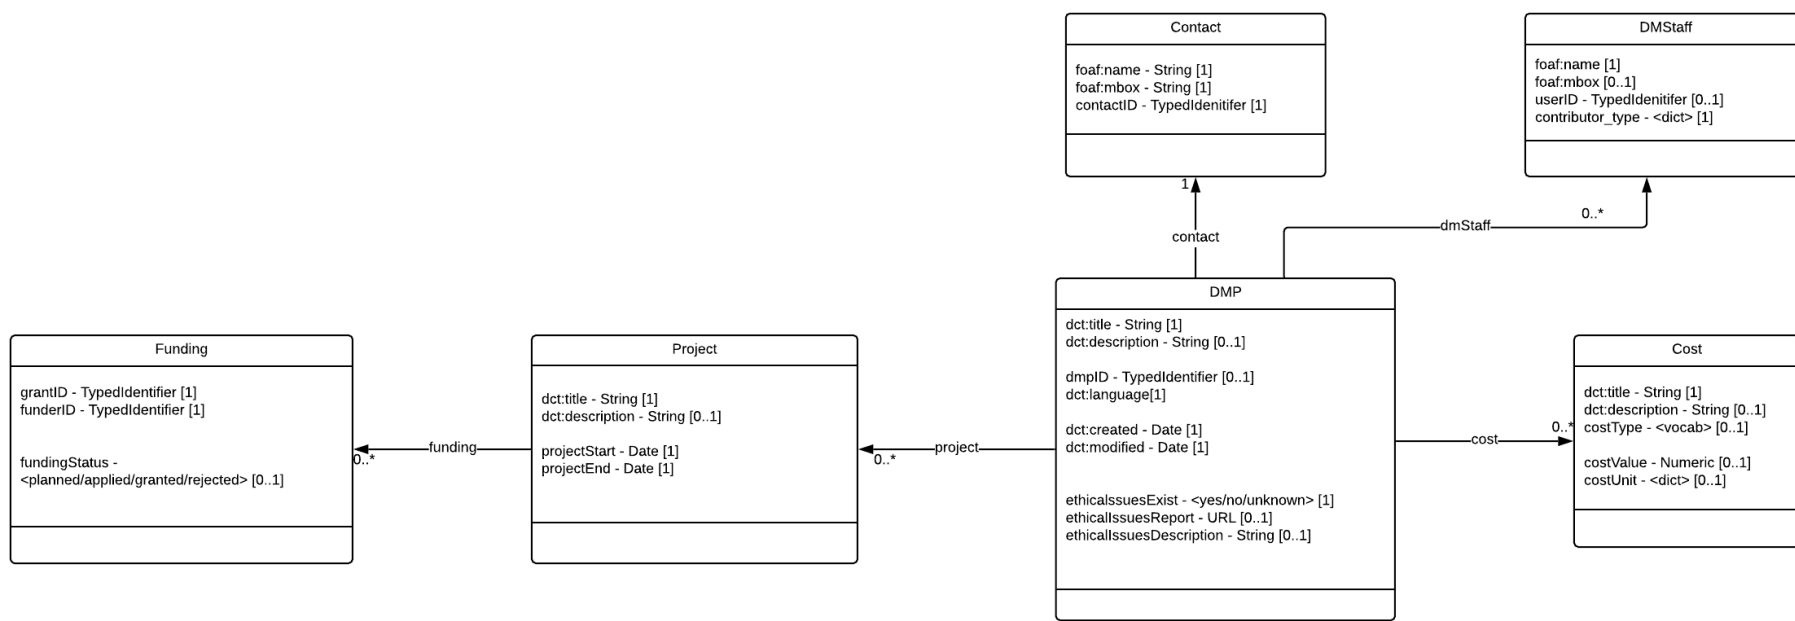 Contact
foaf:name - String [1]
foaf:mbox - String [1]
contactID - TypedIdenitifer [1]
DMStaff
foaf:name [1]
foaf:mbox [0..1]
userID - TypedIdenitifer [0..1]
contributor_type - <dict> [1]
1
contact
0..*
dmStaff
DMP
dct:title - String [1]
dct:description - String [0..1]
dmpID - TypedIdentifier [0..1]
dct:language[1]
dct:created - Date [1]
dct:modified - Date [1]
ethicalssuesExist - <yes/no/unknown> [1]
ethicalIssuesReport - URL [0..1]
ethicalIssuesDescription - String [0..1]
Funding
grantID - TypedIdentifier [1]
funderID - TypedIdentifier [1]
fundingStatus -
<planned/applied/granted/rejected> [0..1]
0..*
funding
Project
dct:title - String [1]
dct:description - String [0..1]
projectStart - Date [1]
projectEnd - Date [1]
0..*
project
cost
0..*
Cost
dct:title - String [1]
dct:description - String [0..1]
costType - <vocab> [0..1]
costValue - Numeric [0..1]
costUnit - <dict> [0..1]